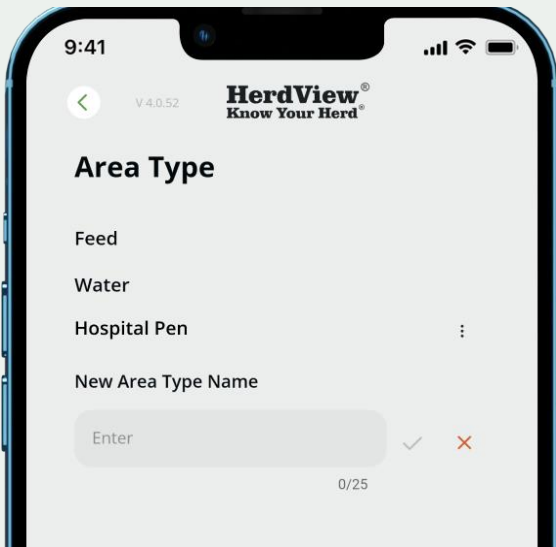 9:41
V 4.0.52 HerdView®
Know Your Herd®
Area Type
Feed
Water
Hospital Pen
New Area Type Name
Enter
0/25